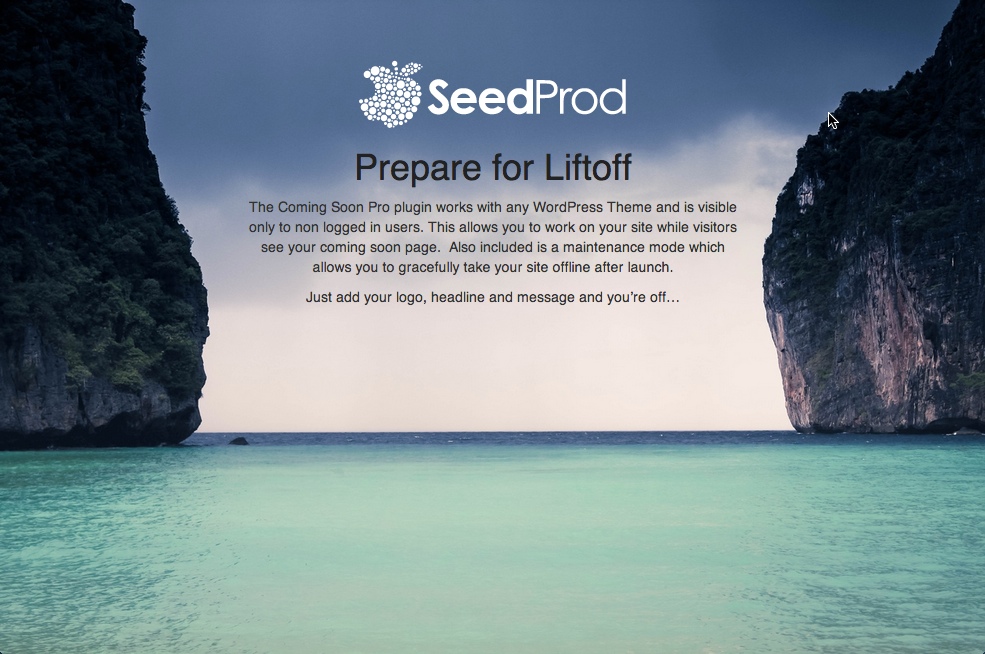 SeedProd
Prepare for Liftoff
The Coming Soon Pro plugin works with any WordPress Theme and is visible
only to non logged in users. This allows you to work on your site while visitors
see your coming soon page.  Also included is a maintenance mode which
allows you to gracefully take your site offline after launch.
Just add your logo, headline and message and you’re off…